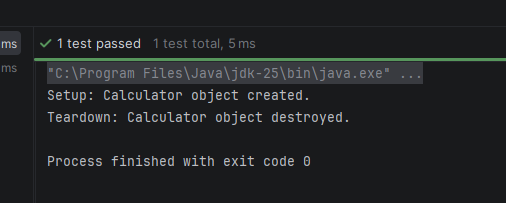 ms
✓ 1 test passed 1 test total, 5 ms
ms
"C:\Program Files\Java\jdk-25\bin\java.exe" ...
Setup: Calculator object created.
Teardown: Calculator object destroyed.
Process finished with exit code 0